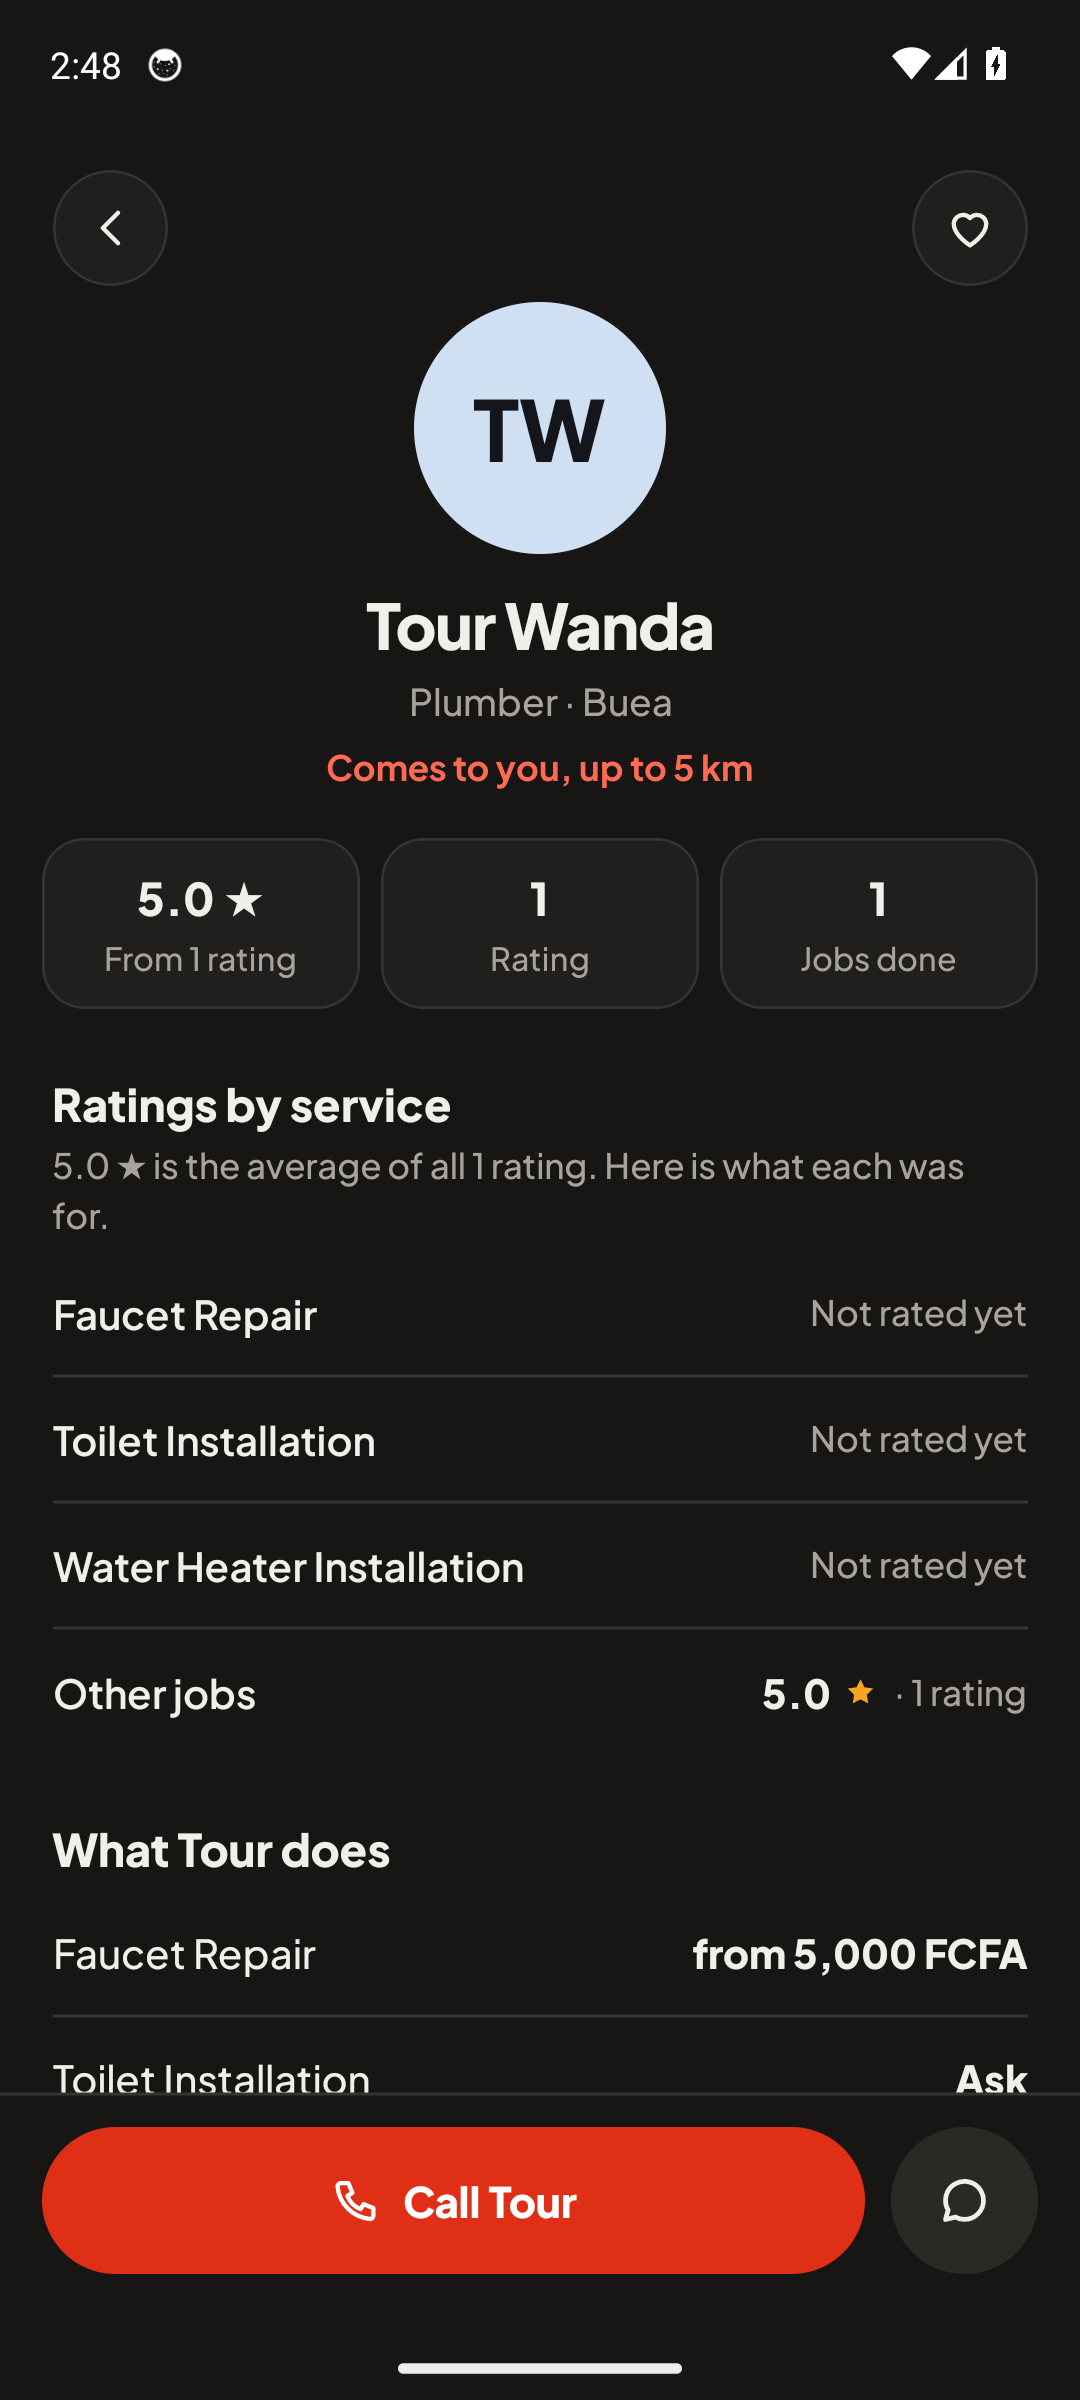 2:48
TW
Tour Wanda
Plumber · Buea
Comes to you, up to 5 km
5.0 ★
From 1 rating
1
Rating
1
Jobs done
Ratings by service
5.0 ★ is the average of all 1 rating. Here is what each was
for.
Faucet Repair Not rated yet
Toilet Installation Not rated yet
Water Heater Installation Not rated yet
Other jobs 5.0 ★ · 1 rating
What Tour does
Faucet Repair from 5,000 FCFA
Toilet Installation Ask
Call Tour